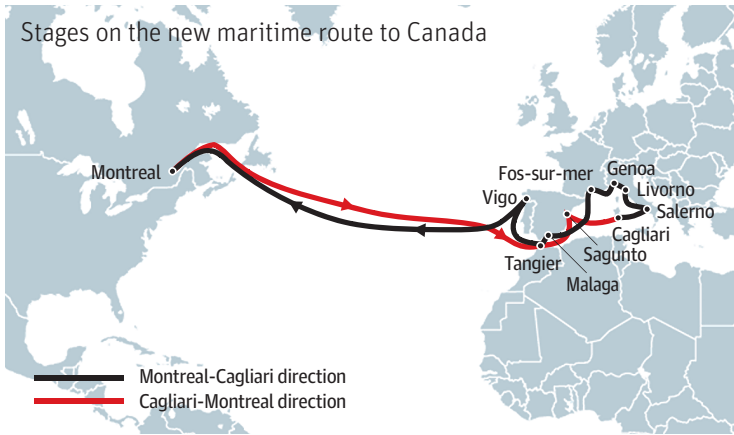 Stages on the new maritime route to Canada
Montreal
Fos-sur-mer
Genoa
Vigo
Livorno
Salerno
Cagliari
Tangier
Sagunto
Malaga
Montreal-Cagliari direction
Cagliari-Montreal direction